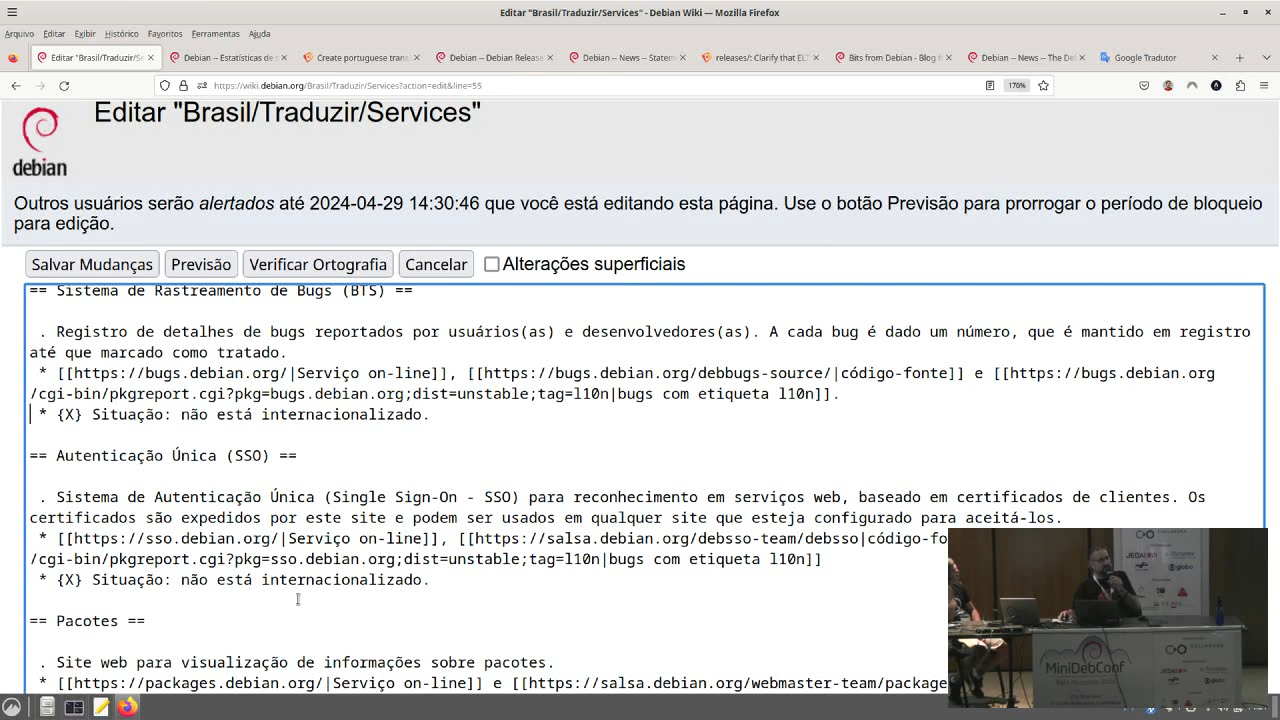 Editar "Brasil/Traduzir/Services" - Debian Wiki — Mozilla Firefox
Arquivo Editar Exibir Histórico Favoritos Ferramentas Ajuda
Editar "Brasil/Traduzir/Se
Debian -- Estatísticas de
Create portuguese trans
Debian -- Debian Releas
Debian -- News -- Statem
releases/: Clarify that ELT
Bits from Debian - Blog f
Debian -- News -- The De
Google Tradutor
https://wiki.debian.org/Brasil/Traduzir/Services?action=edit&line=55
170%
debian
Editar "Brasil/Traduzir/Services"
Outros usuários serão alertados até 2024-04-29 14:30:46 que você está editando esta página. Use o botão Previsão para prorrogar o período de bloqueio
para edição.
Salvar Mudanças Previsão Verificar Ortografia Cancelar Alterações superficiais
== Sistema de Rastreamento de Bugs (BTS) ==
. Registro de detalhes de bugs reportados por usuários(as) e desenvolvedores(as). A cada bug é dado um número, que é mantido em registro
até que marcado como tratado.
* [[https://bugs.debian.org/|Serviço on-line]], [[https://bugs.debian.org/debbugs-source/|código-fonte]] e [[https://bugs.debian.org
/cgi-bin/pkgreport.cgi?pkg=bugs.debian.org;dist=unstable;tag=l10n|bugs com etiqueta l10n]].
* {X} Situação: não está internacionalizado.
== Autenticação Única (SSO) ==
. Sistema de Autenticação Única (Single Sign-On - SSO) para reconhecimento em serviços web, baseado em certificados de clientes. Os
certificados são expedidos por este site e podem ser usados em qualquer site que esteja configurado para aceitá-los.
* [[https://sso.debian.org/|Serviço on-line]], [[https://salsa.debian.org/debsso-team/debsso|código-fo
/cgi-bin/pkgreport.cgi?pkg=sso.debian.org;dist=unstable;tag=l10n|bugs com etiqueta l10n]]
* {X} Situação: não está internacionalizado.
== Pacotes ==
. Site web para visualização de informações sobre pacotes.
* [[https://packages.debian.org/|Serviço on-line]] e [[https://salsa.debian.org/webmaster-team/package
COLLABORA
globo
MiniDebConf